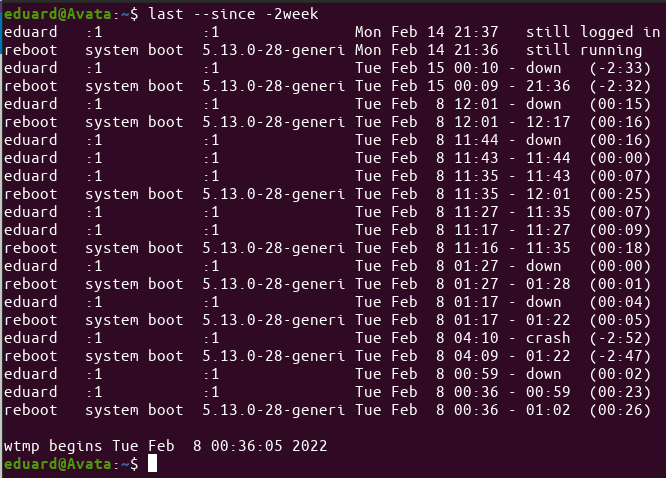 eduard@Avata:~$ last --since -2week
eduard   :1           :1               Mon Feb 14 21:37   still logged in
reboot   system boot  5.13.0-28-generi Mon Feb 14 21:36   still running
eduard   :1           :1               Tue Feb 15 00:10 - down   (-2:33)
reboot   system boot  5.13.0-28-generi Tue Feb 15 00:09 - 21:36  (-2:32)
eduard   :1           :1               Tue Feb  8 12:01 - down   (00:15)
reboot   system boot  5.13.0-28-generi Tue Feb  8 12:01 - 12:17  (00:16)
eduard   :1           :1               Tue Feb  8 11:44 - down   (00:16)
eduard   :1           :1               Tue Feb  8 11:43 - 11:44  (00:00)
eduard   :1           :1               Tue Feb  8 11:35 - 11:43  (00:07)
reboot   system boot  5.13.0-28-generi Tue Feb  8 11:35 - 12:01  (00:25)
eduard   :1           :1               Tue Feb  8 11:27 - 11:35  (00:07)
eduard   :1           :1               Tue Feb  8 11:17 - 11:27  (00:09)
reboot   system boot  5.13.0-28-generi Tue Feb  8 11:16 - 11:35  (00:18)
eduard   :1           :1               Tue Feb  8 01:27 - down   (00:00)
reboot   system boot  5.13.0-28-generi Tue Feb  8 01:27 - 01:28  (00:01)
eduard   :1           :1               Tue Feb  8 01:17 - down   (00:04)
reboot   system boot  5.13.0-28-generi Tue Feb  8 01:17 - 01:22  (00:05)
eduard   :1           :1               Tue Feb  8 04:10 - crash  (-2:52)
reboot   system boot  5.13.0-28-generi Tue Feb  8 04:09 - 01:22  (-2:47)
eduard   :1           :1               Tue Feb  8 00:59 - down   (00:02)
eduard   :1           :1               Tue Feb  8 00:36 - 00:59  (00:23)
reboot   system boot  5.13.0-28-generi Tue Feb  8 00:36 - 01:02  (00:26)

wtmp begins Tue Feb  8 00:36:05 2022
eduard@Avata:~$